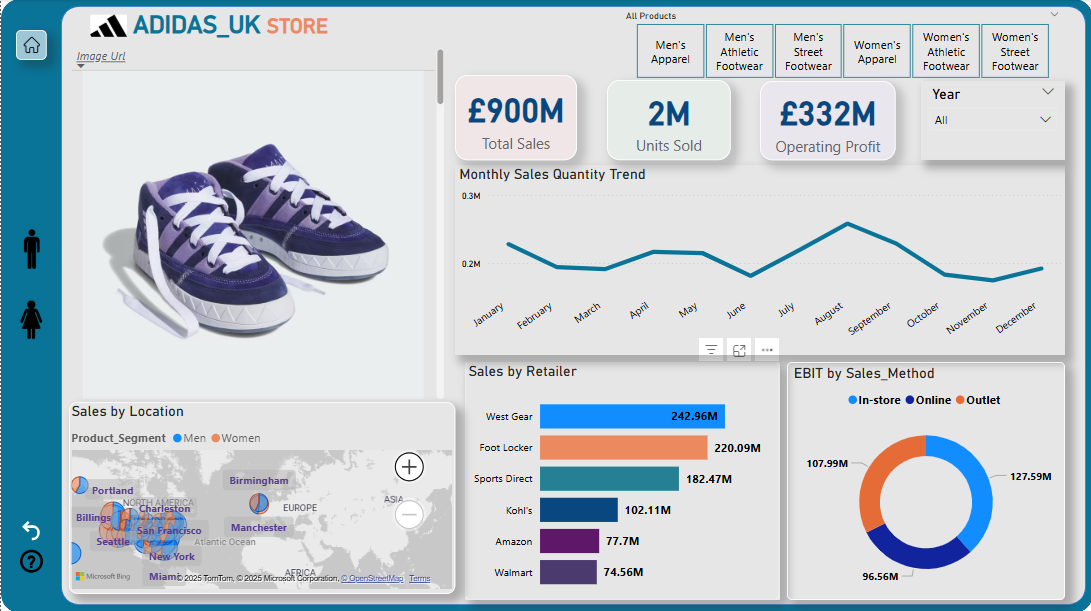 ADIDAS_UK STORE
Image Url
All Products
Men's Apparel
Men's Athletic Footwear
Men's Street Footwear
Women's Apparel
Women's Athletic Footwear
Women's Street Footwear
£900M
Total Sales
2M
Units Sold
£332M
Operating Profit
Year
All
Monthly Sales Quantity Trend
0.3M
0.2M
January
February
March
April
May
June
July
August
September
October
November
December
Sales by Location
Product_Segment Men Women
Portland
NORTH AMERICA
Billings
Charleston
San Francisco
Seattle
New York
Birmingham
EUROPE
Manchester
ASIA
Atlantic Ocean
AFRICA
Microsoft Bing
Miami
© 2025 TomTom, © 2025 Microsoft Corporation, © OpenStreetMap Terms
Sales by Retailer
West Gear 242.96M
Foot Locker 220.09M
Sports Direct 182.47M
Kohl's 102.11M
Amazon 77.7M
Walmart 74.56M
EBIT by Sales_Method
In-store Online Outlet
107.99M
127.59M
96.56M
?